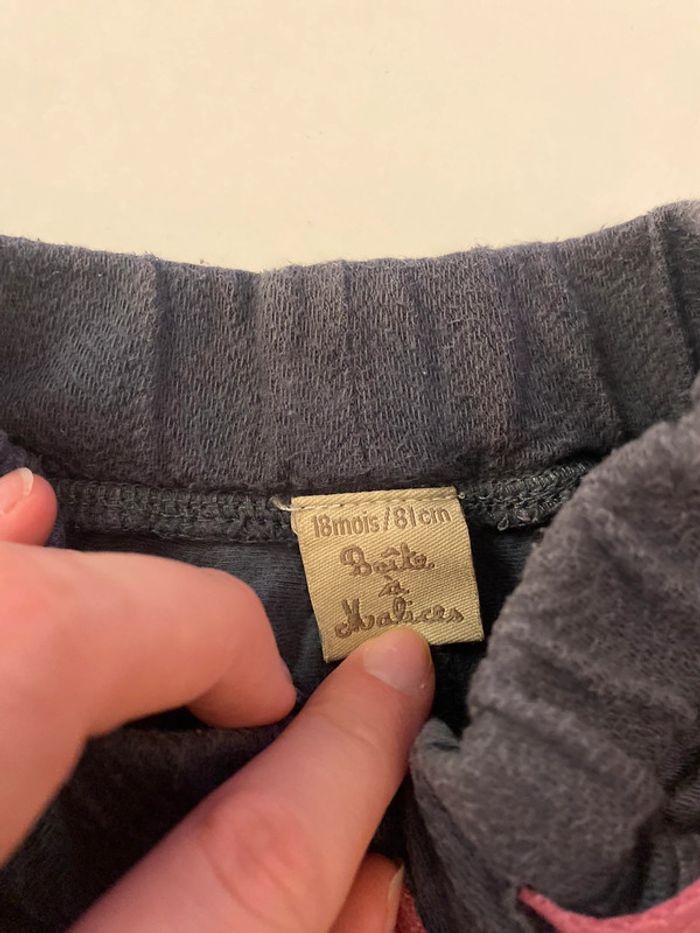 18mois/81cm
Boîte
à
Malices